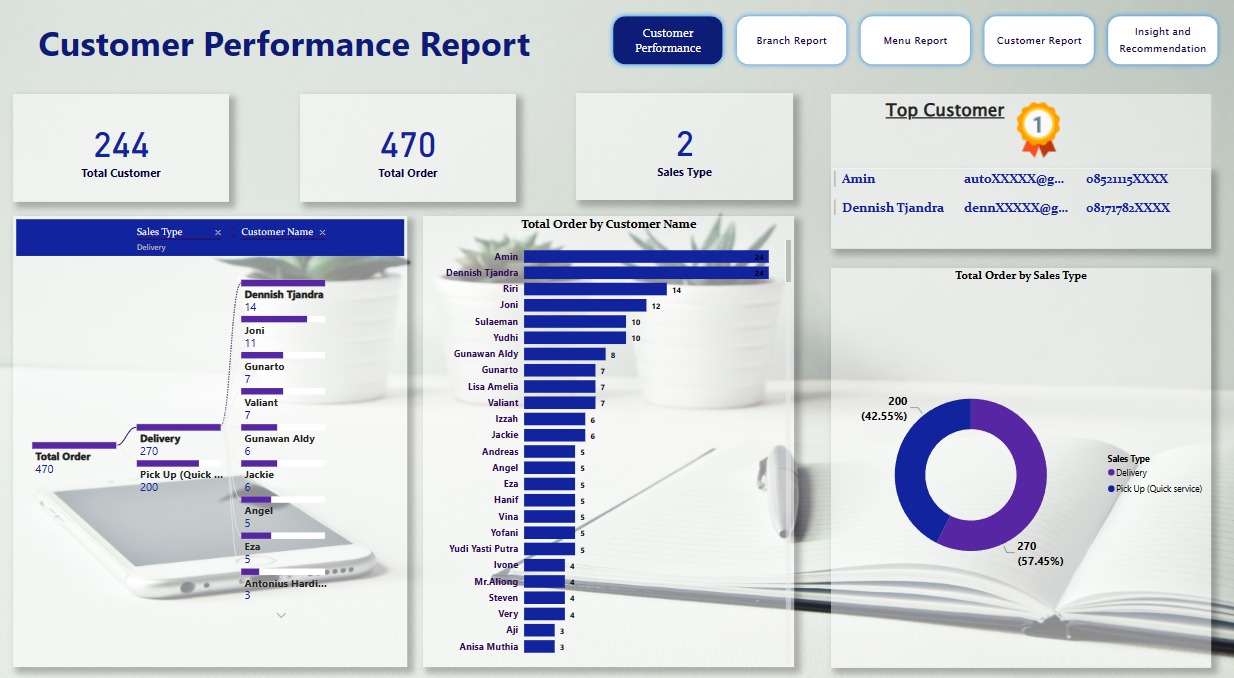 Customer Performance Report
Customer
Performance
Branch Report
Menu Report
Customer Report
Insight and
Recommendation
244
Total Customer
470
Total Order
2
Sales Type
Top Customer
1
Amin autoXXXXX@g... 08521115XXXX
Dennish Tjandra dennXXXXX@g... 08171782XXXX
Sales Type × Customer Name ×
Delivery
Total Order
470
Delivery
270
Pick Up (Quick ...
200
Dennish Tjandra
14
Joni
11
Gunarto
7
Valiant
7
Gunawan Aldy
6
Jackie
6
Angel
5
Eza
5
Antonius Hardi...
3
Total Order by Customer Name
Amin 24
Dennish Tjandra 24
Riri 14
Joni 12
Sulaeman 10
Yudhi 10
Gunawan Aldy 8
Gunarto 7
Lisa Amelia 7
Valiant 7
Izzah 6
Jackie 6
Andreas 5
Angel 5
Eza 5
Hanif 5
Vina 5
Yofani 5
Yudi Yasti Putra 5
Ivone 4
Mr.Aliong 4
Steven 4
Very 4
Aji 3
Anisa Muthia 3
Total Order by Sales Type
200
(42.55%)
270
(57.45%)
Sales Type
Delivery
Pick Up (Quick service)